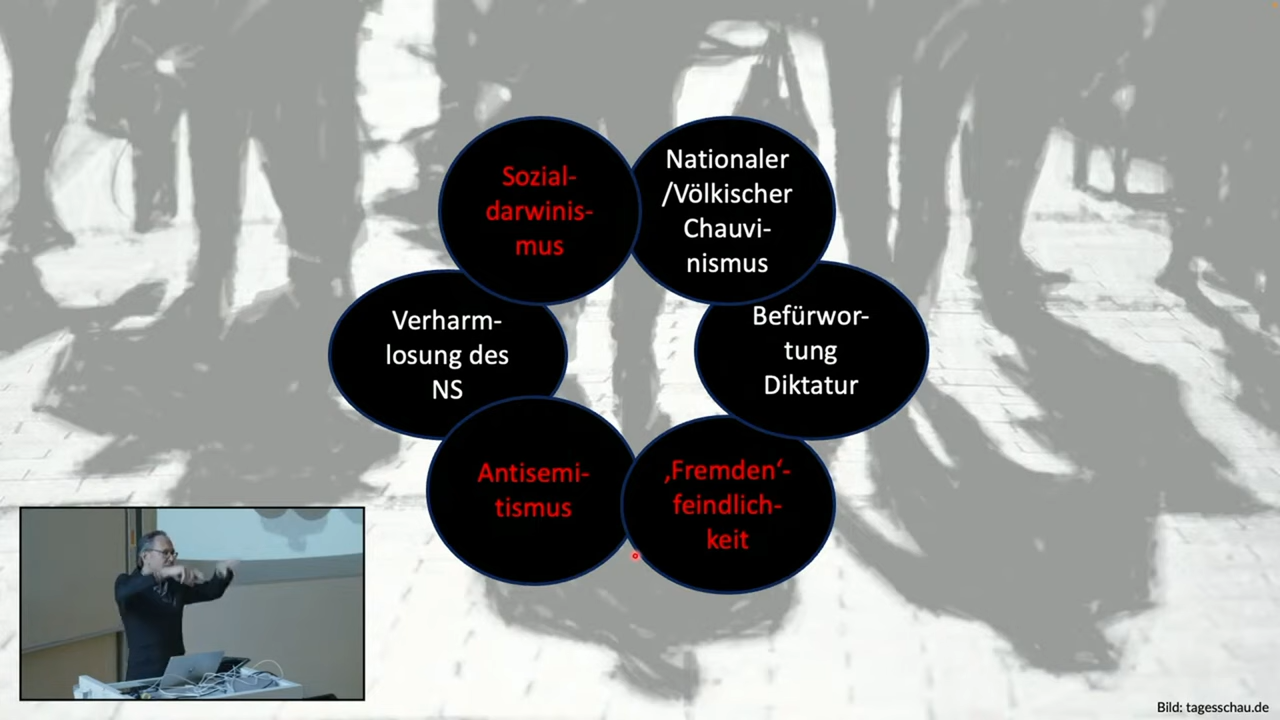 Sozial-
darwinis-
mus
Nationaler
/Völkischer
Chauvi-
nismus
Verharm-
losung des
NS
Befürwor-
tung
Diktatur
Antisemi-
tismus
‚Fremden‘-
feindlich-
keit
Bild: tagesschau.de